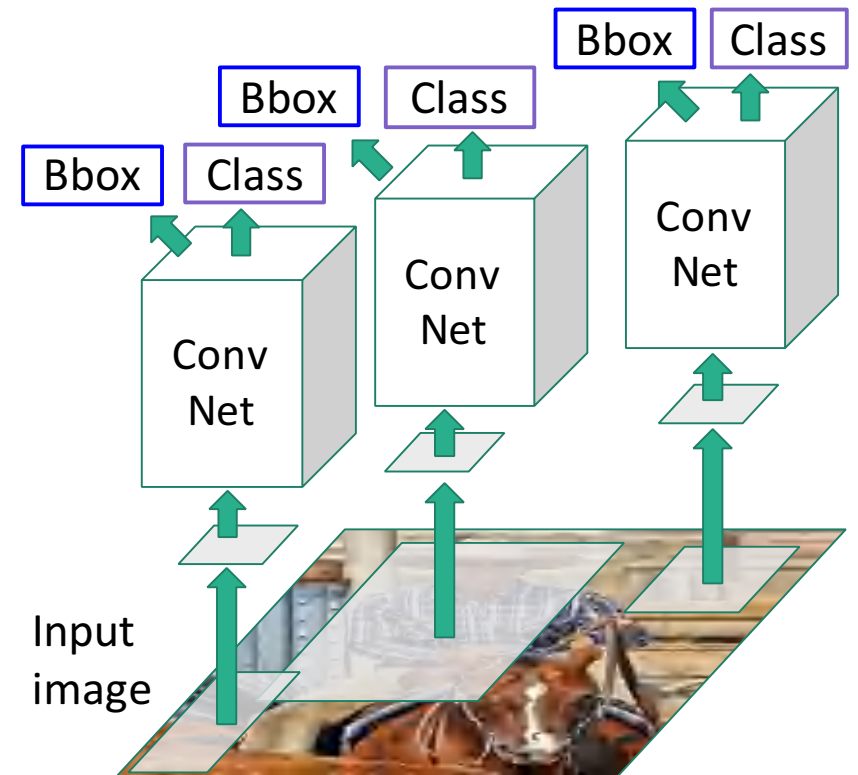 Bbox Class
Bbox Class
Bbox Class
Conv
Net
Conv
Net
Conv
Net
Input
image